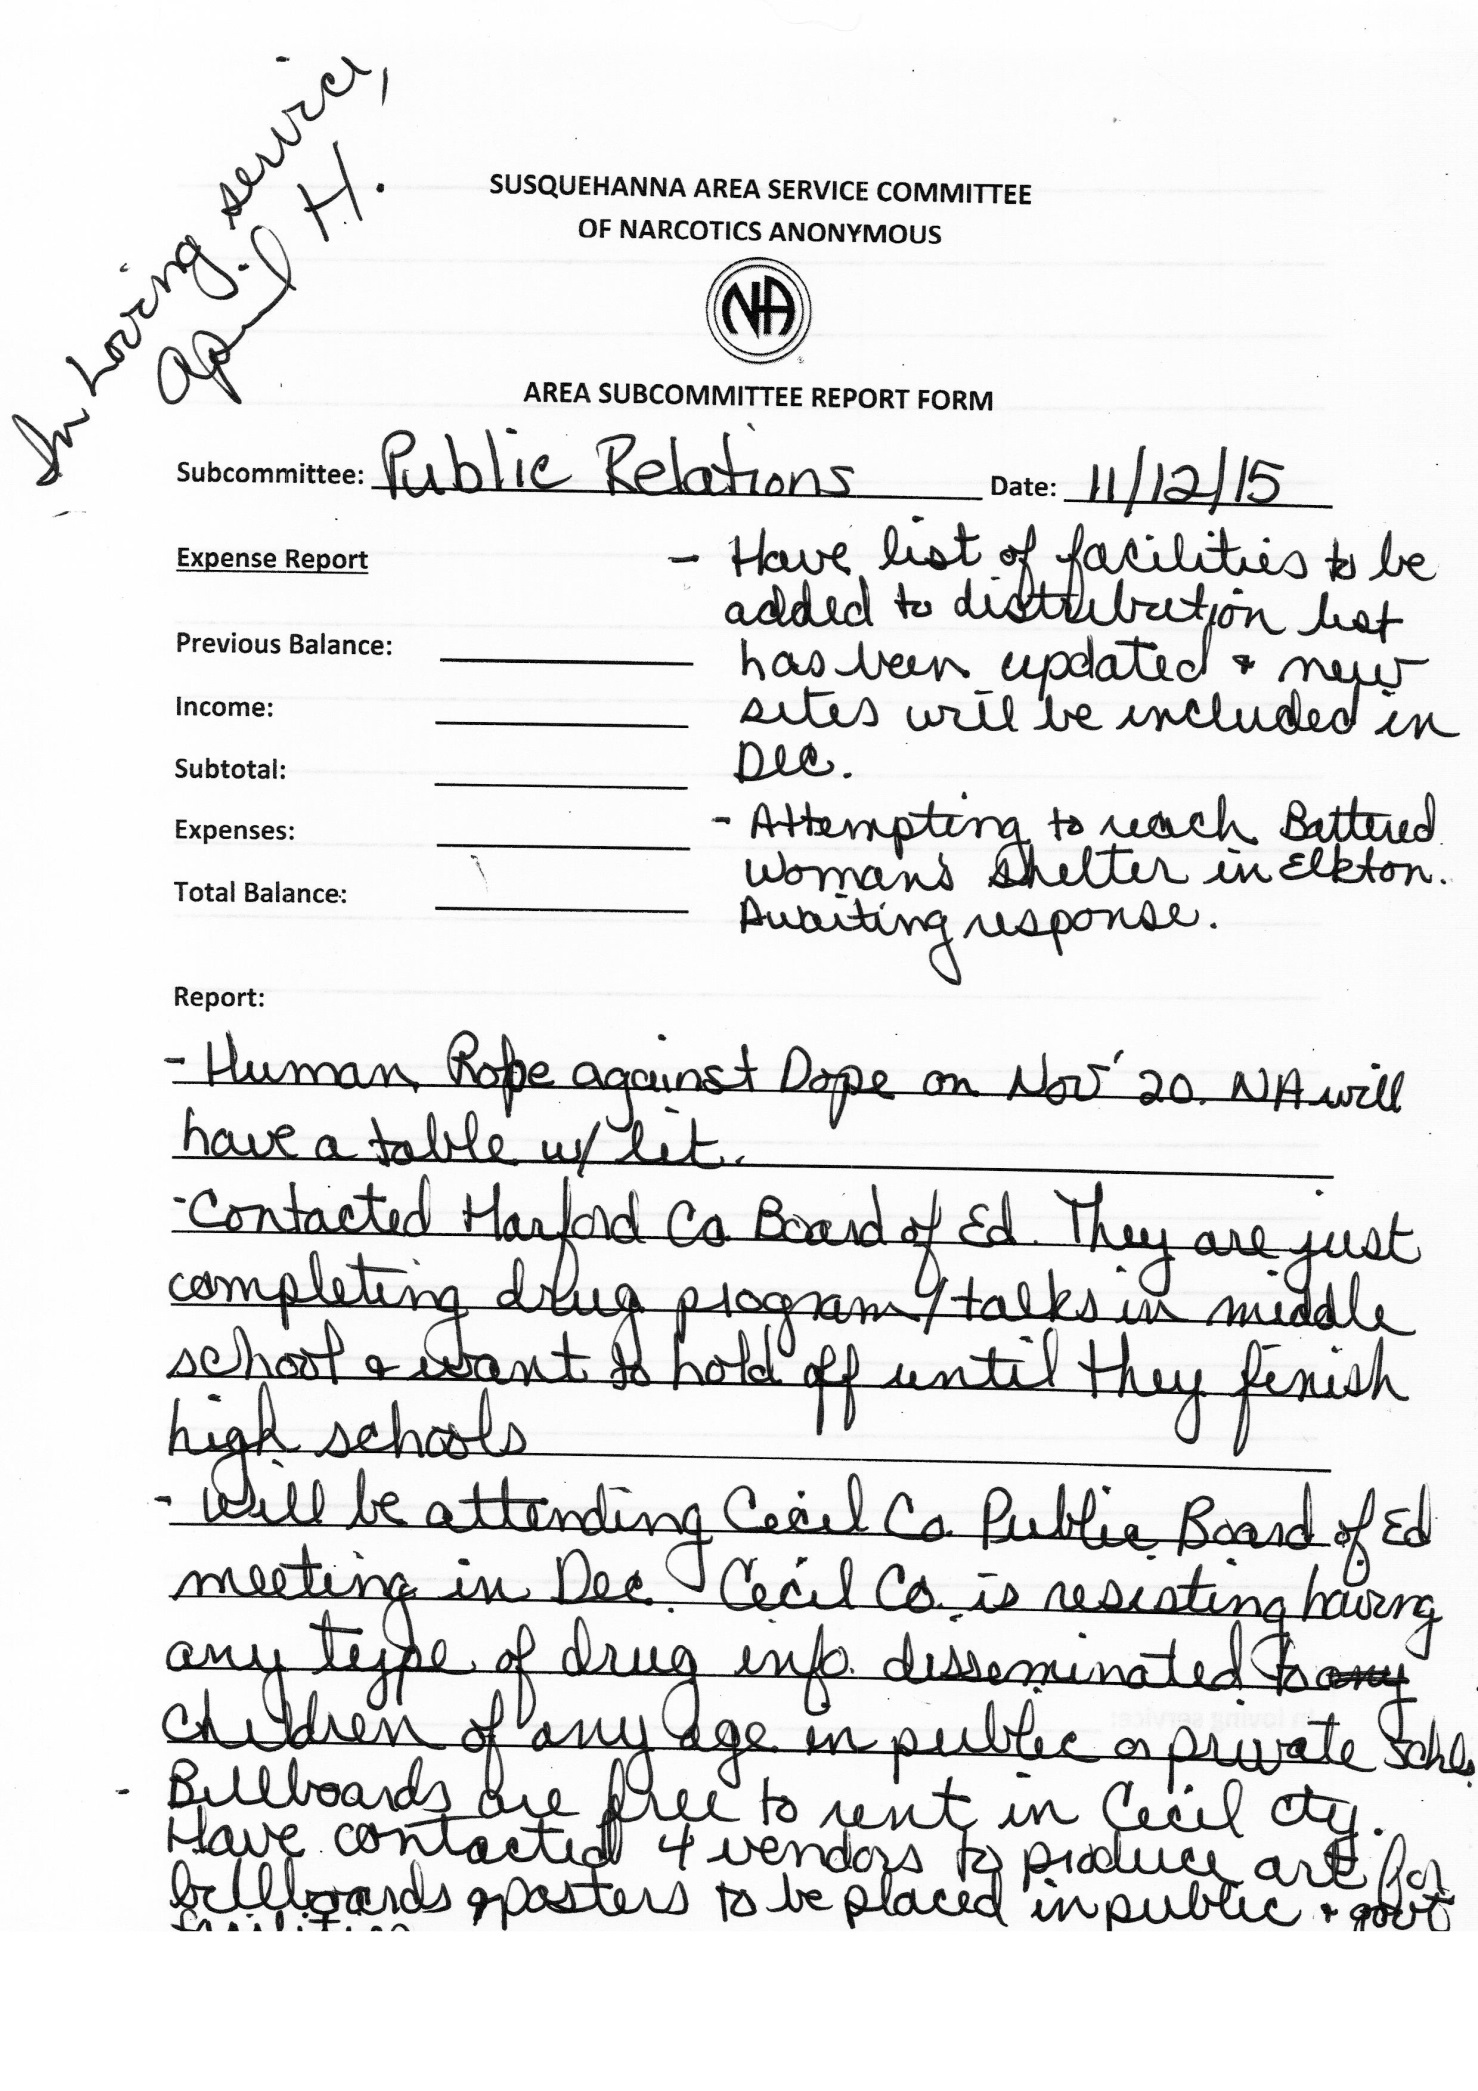 In Loving service,
April H.
SUSQUEHANNA AREA SERVICE COMMITTEE
OF NARCOTICS ANONYMOUS
NA
®
AREA SUBCOMMITTEE REPORT FORM
Subcommittee: Public Relations Date: 11/12/15
Expense Report
Previous Balance:
Income:
Subtotal:
Expenses:
Total Balance:
- Have list of facilities to be
added to distribution list
has been updated & new
sites will be included in
Dec.
- Attempting to reach Battered
Woman's Shelter in Elkton.
Awaiting response.
Report:
- Human Rope against Dope on Nov 20. NA will
have a table w/ lit.
- Contacted Harford Co Board of Ed. They are just
completing drug program/talks in middle
school & want to hold off until they finish
high schools
- Will be attending Cecil Co Public Board of Ed
meeting in Dec. Cecil Co. is resisting having
any type of drug info. disseminated to any
children of any age in public or private schls.
- Billboards are free to rent in Cecil cty.
Have contacted 4 vendors to produce art for
billboards & posters to be placed in public & govt
facilities
In loving service: